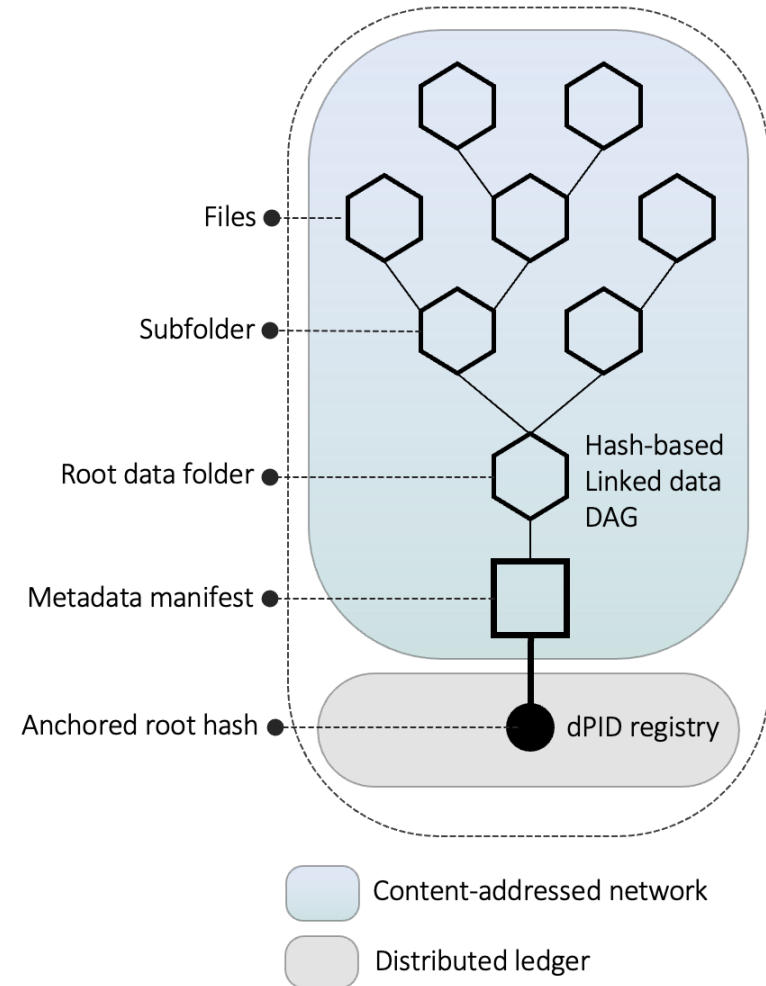 Files
Subfolder
Root data folder
Hash-based
Linked data
DAG
Metadata manifest
Anchored root hash
dPID registry
Content-addressed network
Distributed ledger